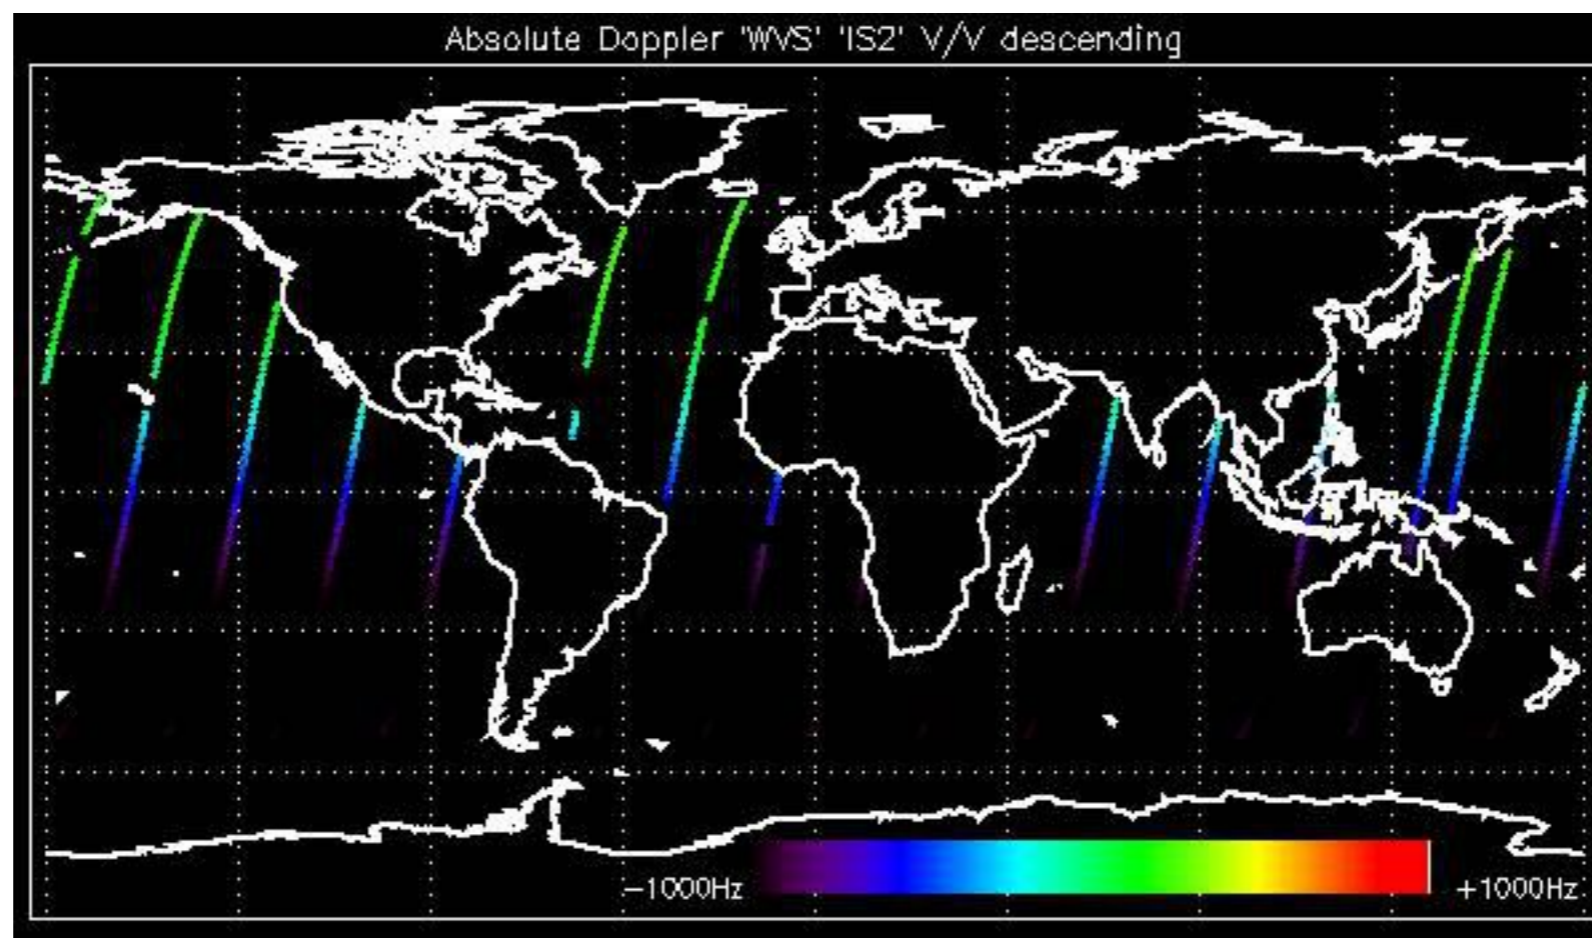 Absolute Doppler 'WVS' 'IS2' V/V descending
-1000Hz +1000Hz